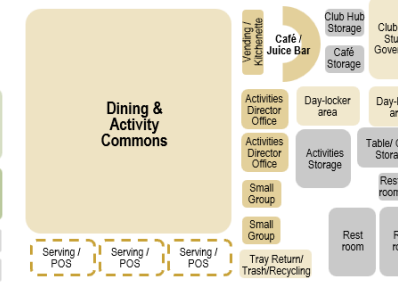 Dining &
Activity
Commons
Vending /
Kitchenette
Café /
Juice Bar
Club Hub
Storage
Café
Storage
Club
Activities
Director
Office
Day-locker
area
Activities
Director
Office
Activities
Storage
Table/
Small
Group
Small
Group
Rest
room
Serving /
POS
Serving /
POS
Serving /
POS
Tray Return/
Trash/Recycling